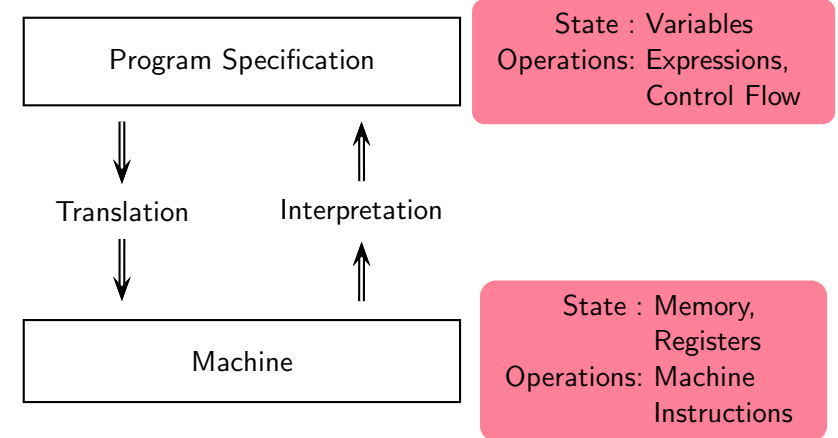 Program Specification
State : Variables
Operations: Expressions,
Control Flow
Translation
Interpretation
Machine
State : Memory,
Registers
Operations: Machine
Instructions